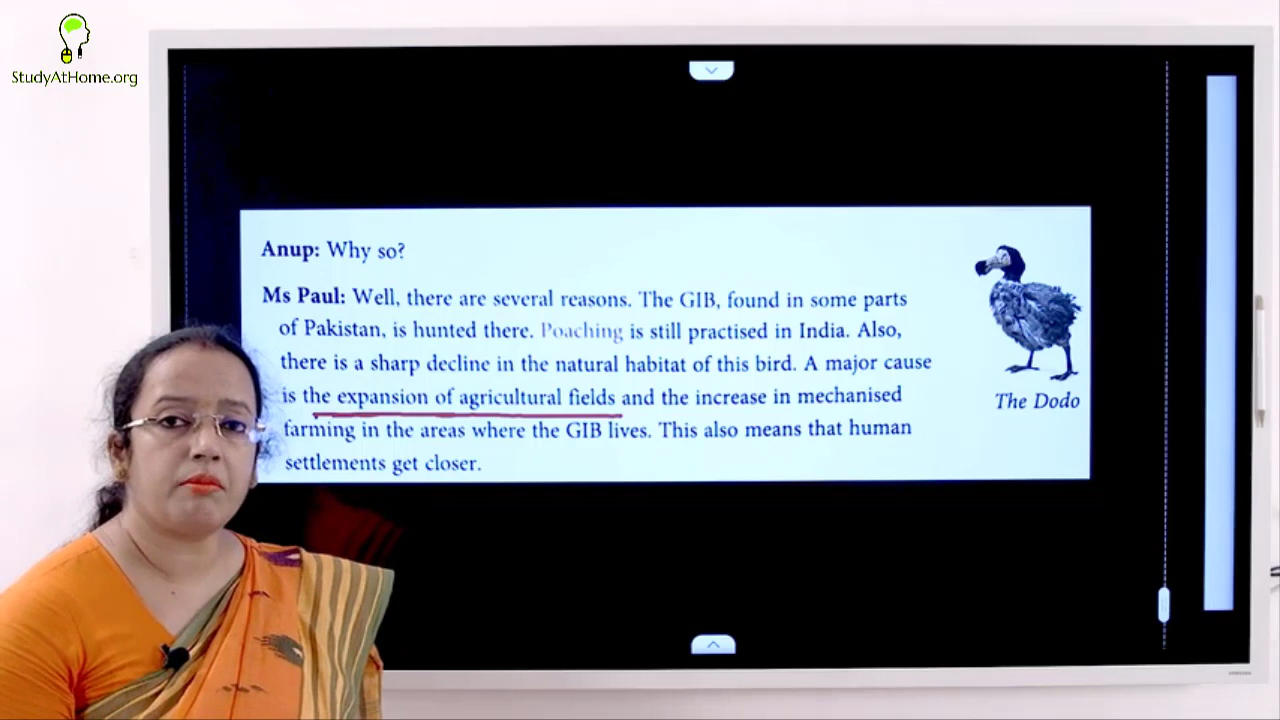 StudyAtHome.org
Anup: Why so?
Ms Paul: Well, there are several reasons. The GIB, found in some parts
of Pakistan, is hunted there. Poaching is still practised in India. Also,
there is a sharp decline in the natural habitat of this bird. A major cause
is the expansion of agricultural fields and the increase in mechanised
farming in the areas where the GIB lives. This also means that human
settlements get closer.
The Dodo